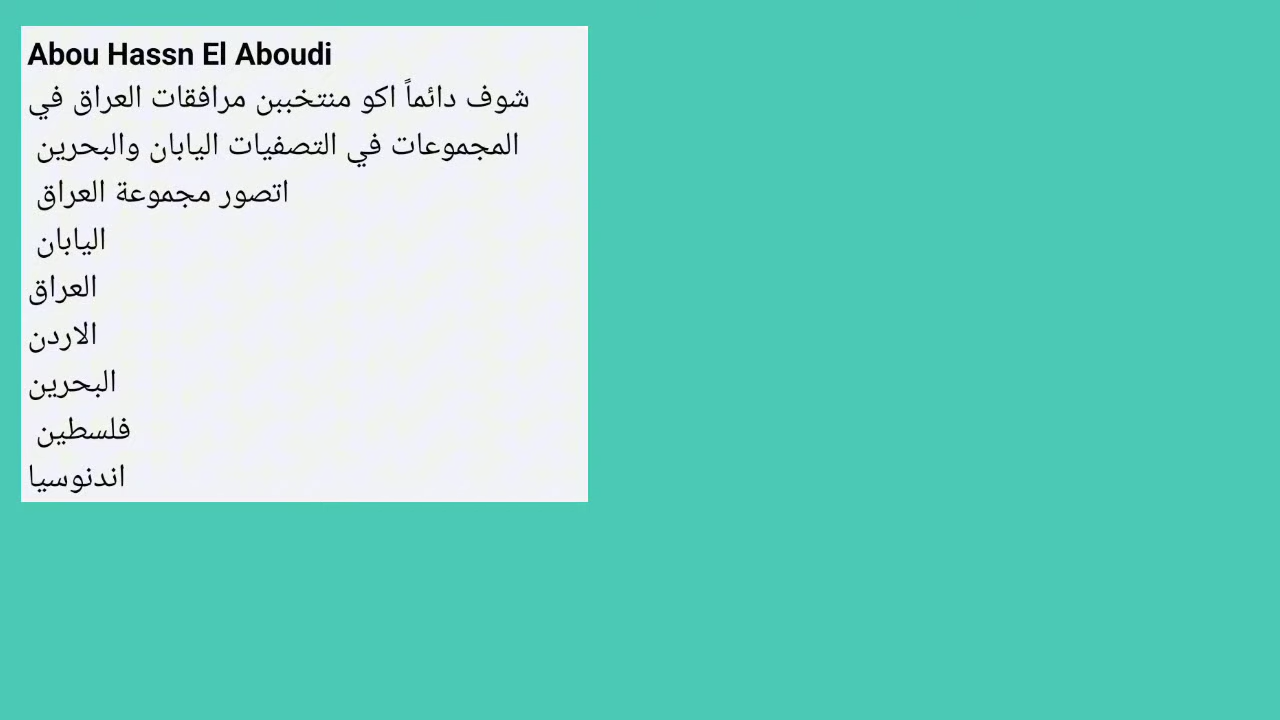 Abou Hassn El Aboudi
شوف دائماً اكو منتخببن مرافقات العراق في
المجموعات في التصفيات اليابان والبحرين
اتصور مجموعة العراق
اليابان
العراق
الاردن
البحرين
فلسطين
اندنوسيا